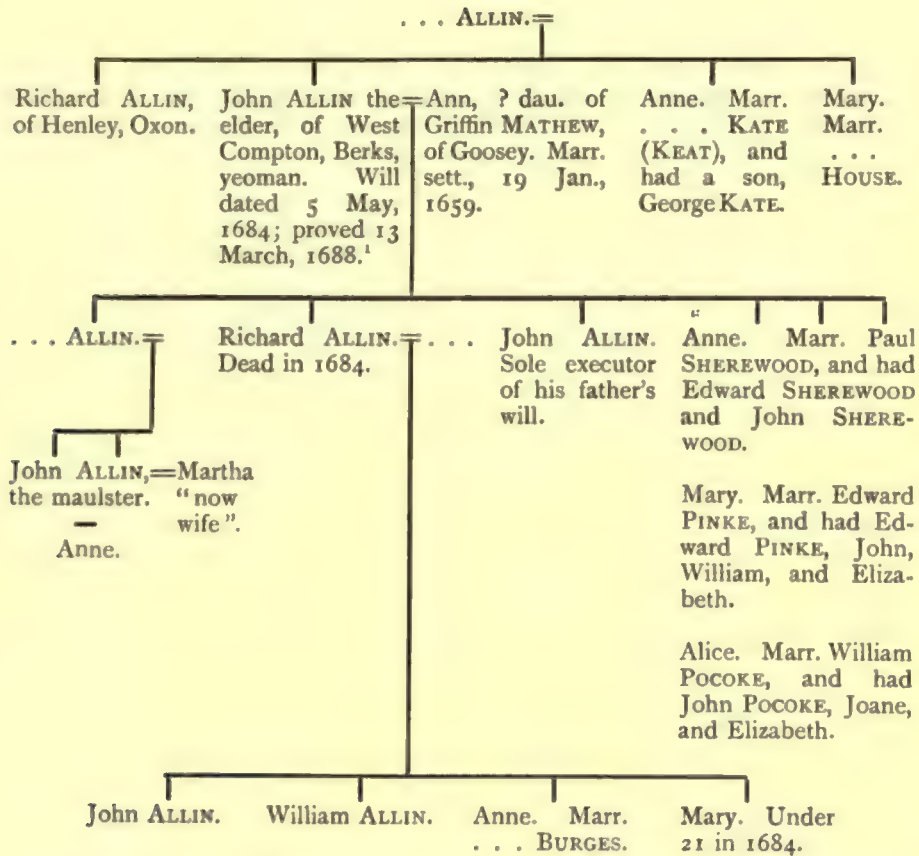 . . . ALLIN.=
Richard ALLIN,
of Henley, Oxon.
John ALLIN the=
elder, of West
Compton, Berks,
yeoman. Will
dated 5 May,
1684; proved 13
March, 1688.¹
Ann, ? dau. of
Griffin MATHEW,
of Goosey. Marr.
sett., 19 Jan.,
1659.
Anne. Marr.
. . . KATE
(KEAT), and
had a son,
George KATE.
Mary.
Marr.
. . .
HOUSE.
. . . ALLIN.=
Richard ALLIN.= . . .
Dead in 1684.
John ALLIN.
Sole executor
of his father's
will.
Anne. Marr. Paul
SHEREWOOD, and had
Edward SHEREWOOD
and John SHERE-
WOOD.
Mary. Marr. Edward
PINKE, and had Ed-
ward PINKE, John,
William, and Eliza-
beth.
Alice. Marr. William
POCOKE, and had
John POCOKE, Joane,
and Elizabeth.
John ALLIN,=Martha
the maulster. "now
wife".
Anne.
John ALLIN.
William ALLIN.
Anne. Marr.
. . . BURGES.
Mary. Under
21 in 1684.